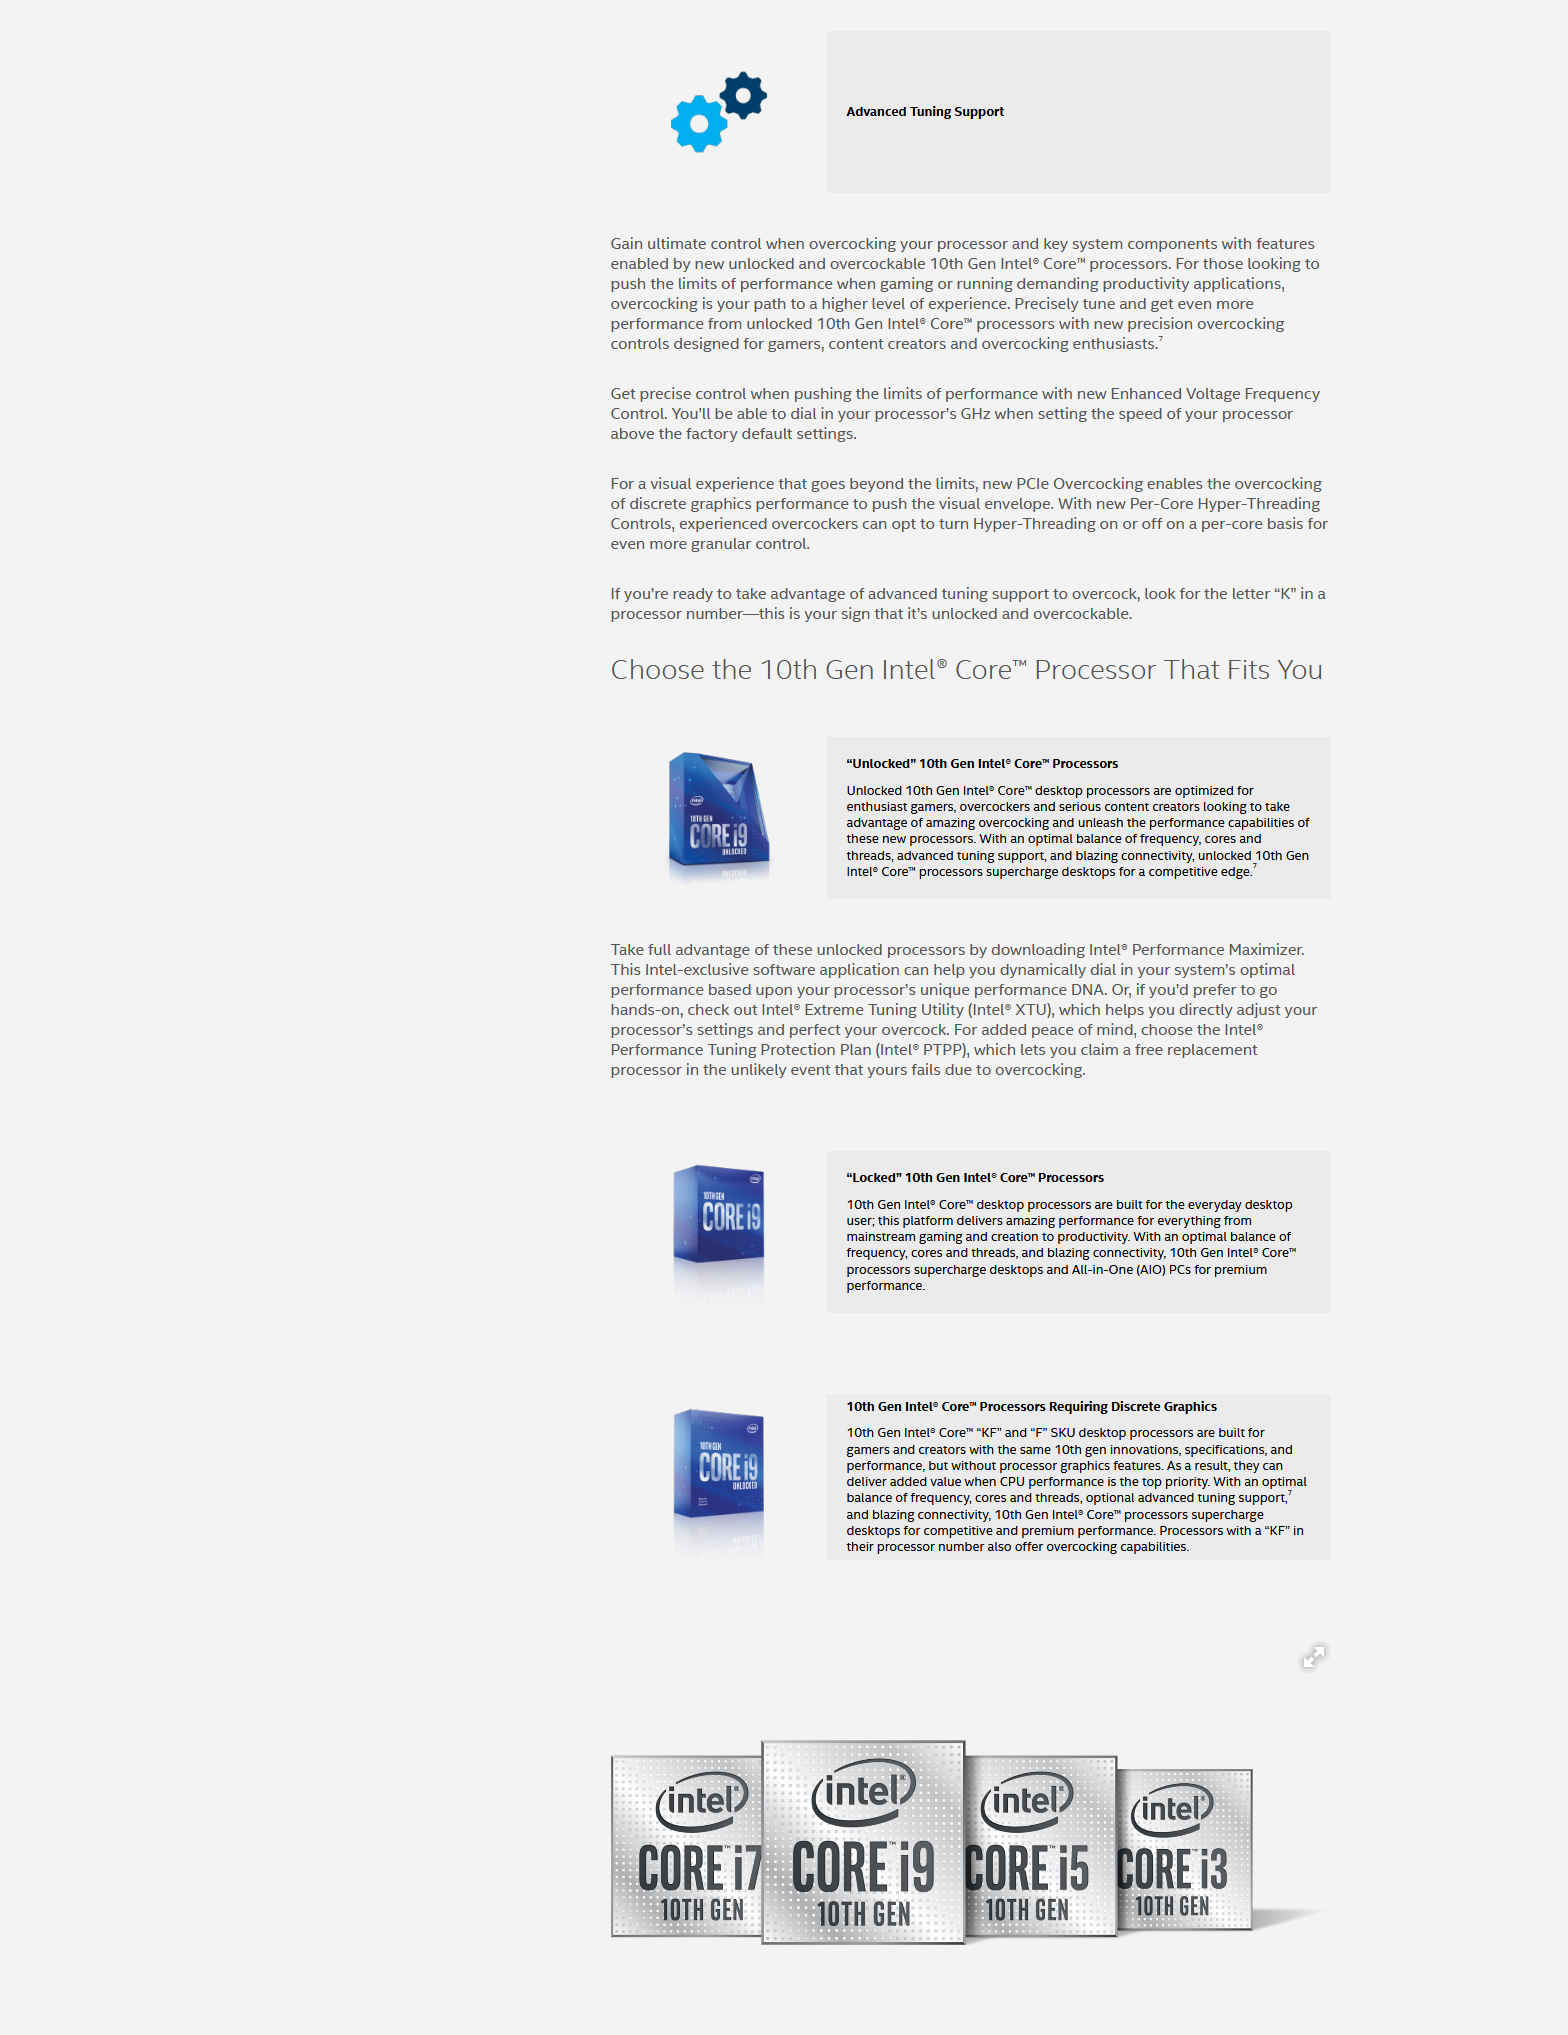 Advanced Tuning Support
Gain ultimate control when overcocking your processor and key system components with features
enabled by new unlocked and overcockable 10th Gen Intel® Core™ processors. For those looking to
push the limits of performance when gaming or running demanding productivity applications,
overcocking is your path to a higher level of experience. Precisely tune and get even more
performance from unlocked 10th Gen Intel® Core™ processors with new precision overcocking
controls designed for gamers, content creators and overcocking enthusiasts.⁷
Get precise control when pushing the limits of performance with new Enhanced Voltage Frequency
Control. You’ll be able to dial in your processor’s GHz when setting the speed of your processor
above the factory default settings.
For a visual experience that goes beyond the limits, new PCIe Overcocking enables the overcocking
of discrete graphics performance to push the visual envelope. With new Per-Core Hyper-Threading
Controls, experienced overcockers can opt to turn Hyper-Threading on or off on a per-core basis for
even more granular control.
If you’re ready to take advantage of advanced tuning support to overcock, look for the letter “K” in a
processor number—this is your sign that it’s unlocked and overcockable.
Choose the 10th Gen Intel® Core™ Processor That Fits You
intel
10TH GEN
CORE i9
UNLOCKED
“Unlocked” 10th Gen Intel® Core™ Processors
Unlocked 10th Gen Intel® Core™ desktop processors are optimized for
enthusiast gamers, overcockers and serious content creators looking to take
advantage of amazing overcocking and unleash the performance capabilities of
these new processors. With an optimal balance of frequency, cores and
threads, advanced tuning support, and blazing connectivity, unlocked 10th Gen
Intel® Core™ processors supercharge desktops for a competitive edge.⁷
Take full advantage of these unlocked processors by downloading Intel® Performance Maximizer.
This Intel-exclusive software application can help you dynamically dial in your system’s optimal
performance based upon your processor’s unique performance DNA. Or, if you’d prefer to go
hands-on, check out Intel® Extreme Tuning Utility (Intel® XTU), which helps you directly adjust your
processor’s settings and perfect your overcock. For added peace of mind, choose the Intel®
Performance Tuning Protection Plan (Intel® PTPP), which lets you claim a free replacement
processor in the unlikely event that yours fails due to overcocking.
intel
10TH GEN
CORE i9
“Locked” 10th Gen Intel® Core™ Processors
10th Gen Intel® Core™ desktop processors are built for the everyday desktop
user; this platform delivers amazing performance for everything from
mainstream gaming and creation to productivity. With an optimal balance of
frequency, cores and threads, and blazing connectivity, 10th Gen Intel® Core™
processors supercharge desktops and All-in-One (AIO) PCs for premium
performance.
intel
10TH GEN
CORE i9
UNLOCKED
10th Gen Intel® Core™ Processors Requiring Discrete Graphics
10th Gen Intel® Core™ “KF” and “F” SKU desktop processors are built for
gamers and creators with the same 10th gen innovations, specifications, and
performance, but without processor graphics features. As a result, they can
deliver added value when CPU performance is the top priority. With an optimal
balance of frequency, cores and threads, optional advanced tuning support,⁷
and blazing connectivity, 10th Gen Intel® Core™ processors supercharge
desktops for competitive and premium performance. Processors with a “KF” in
their processor number also offer overcocking capabilities.
intel®
CORE™ i7
10TH GEN
intel®
CORE™ i9
10TH GEN
intel®
CORE™ i5
10TH GEN
intel®
CORE™ i3
10TH GEN